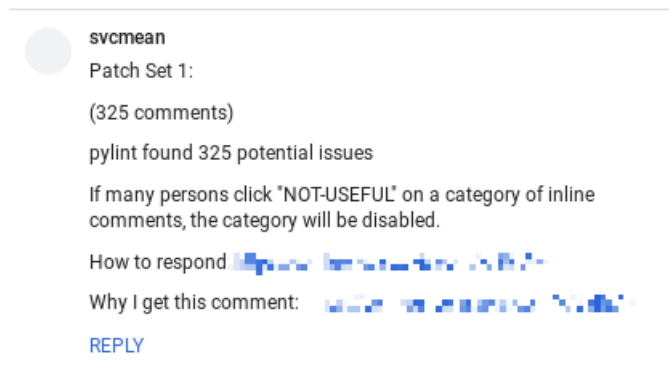 svcmean
Patch Set 1:
(325 comments)
pylint found 325 potential issues
If many persons click "NOT-USEFUL" on a category of inline
comments, the category will be disabled.
How to respond
Why I get this comment:
REPLY